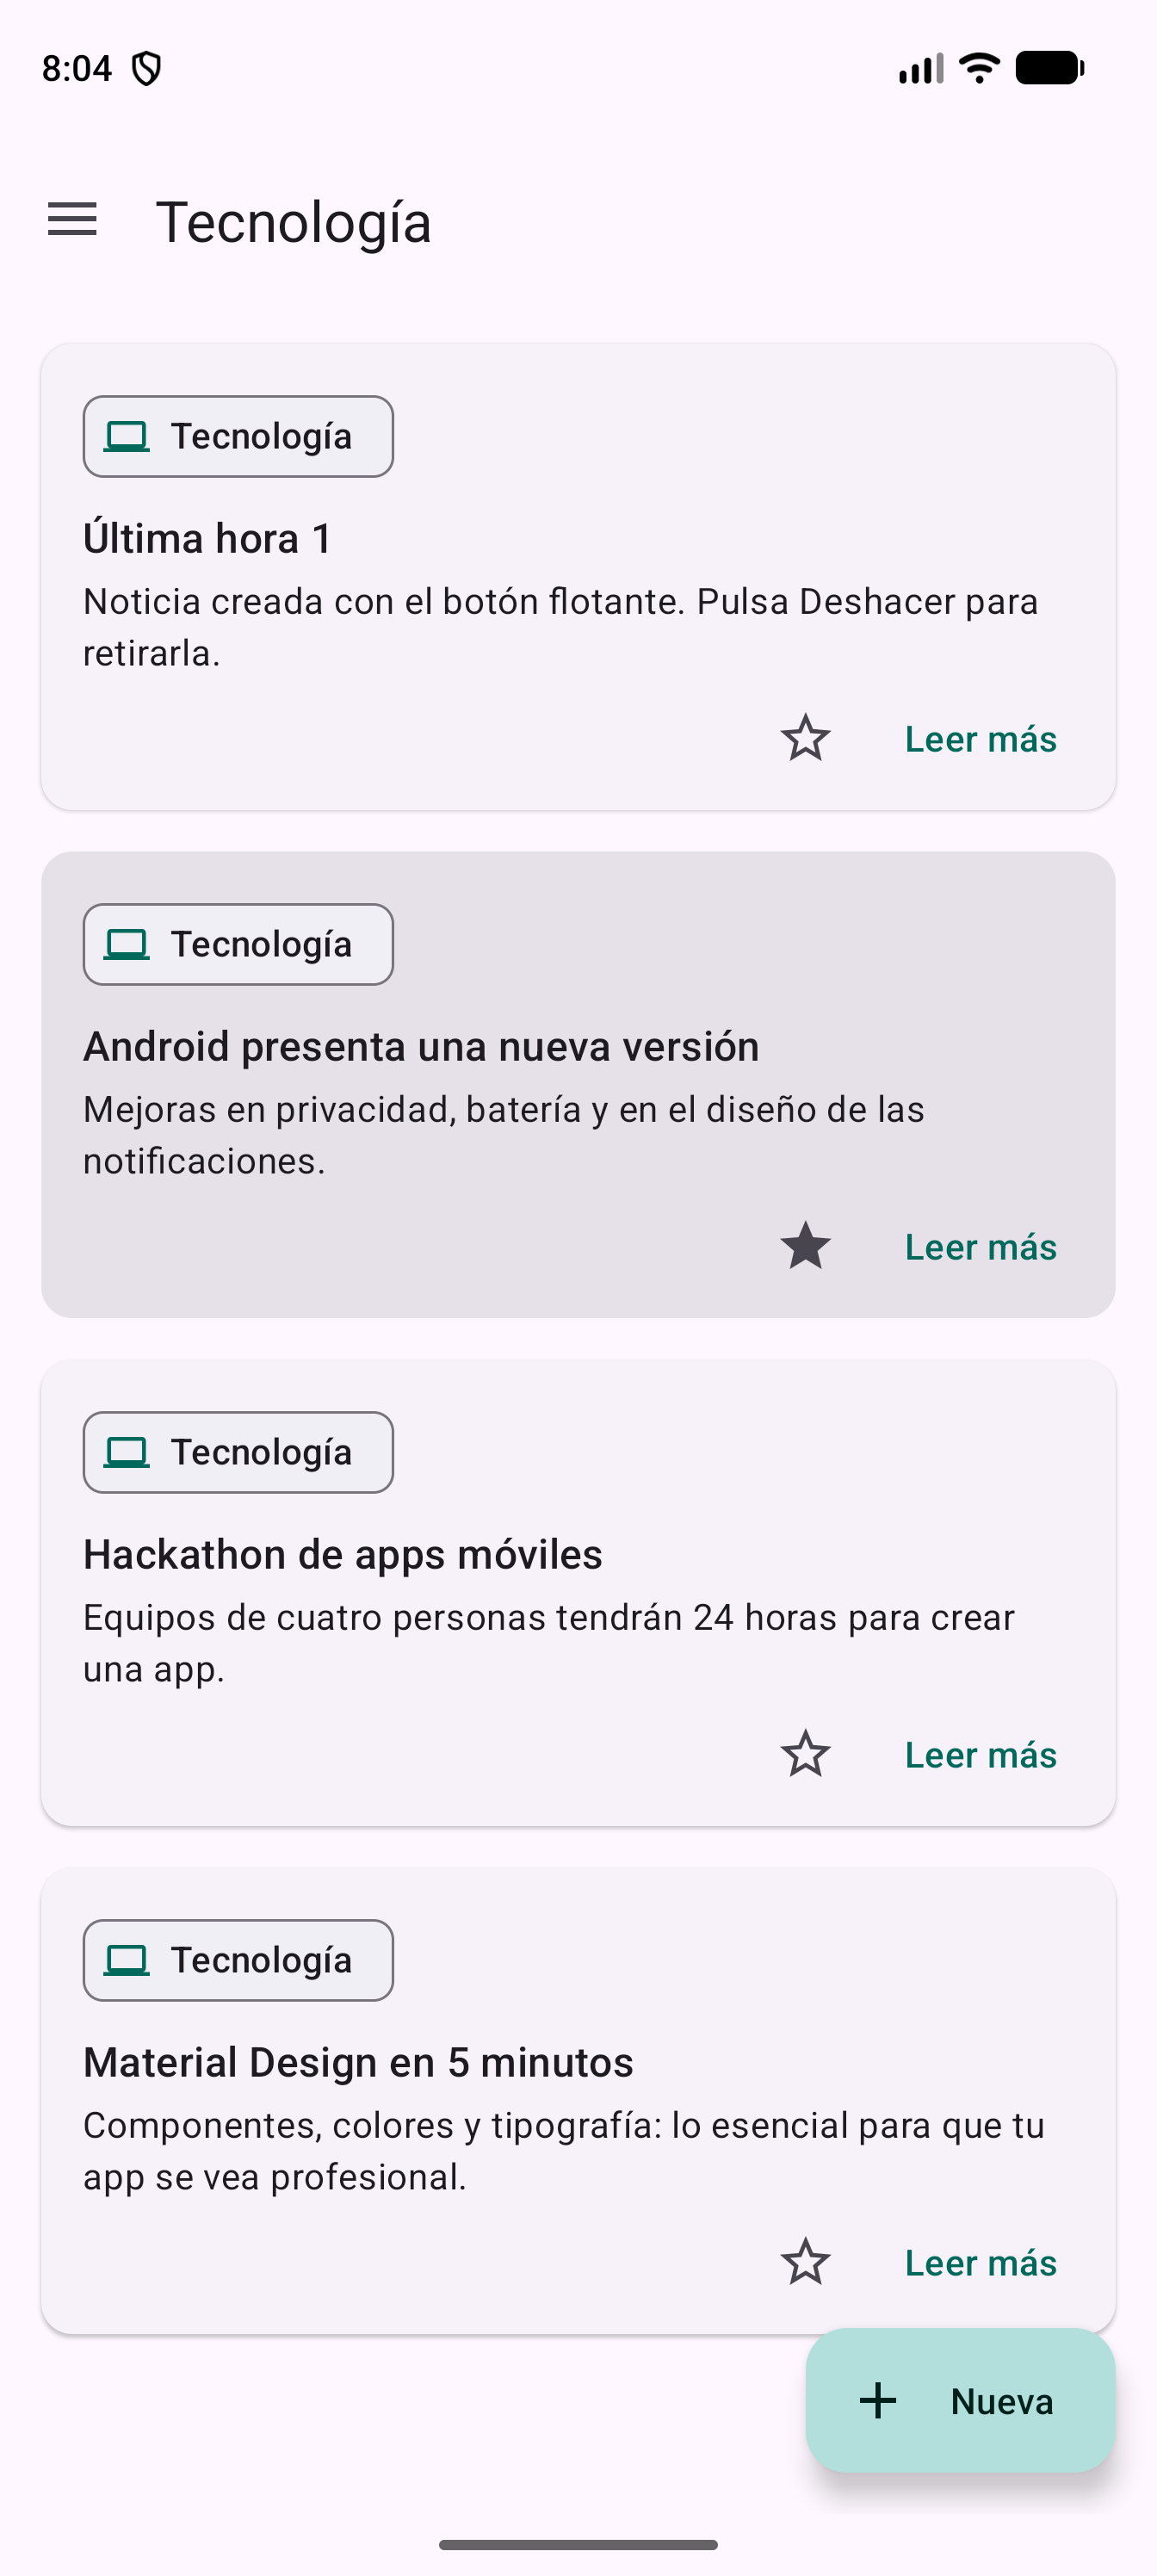 8:04
Tecnología
Tecnología
Última hora 1
Noticia creada con el botón flotante. Pulsa Deshacer para
retirarla.
Leer más
Tecnología
Android presenta una nueva versión
Mejoras en privacidad, batería y en el diseño de las
notificaciones.
Leer más
Tecnología
Hackathon de apps móviles
Equipos de cuatro personas tendrán 24 horas para crear
una app.
Leer más
Tecnología
Material Design en 5 minutos
Componentes, colores y tipografía: lo esencial para que tu
app se vea profesional.
Leer más
Nueva